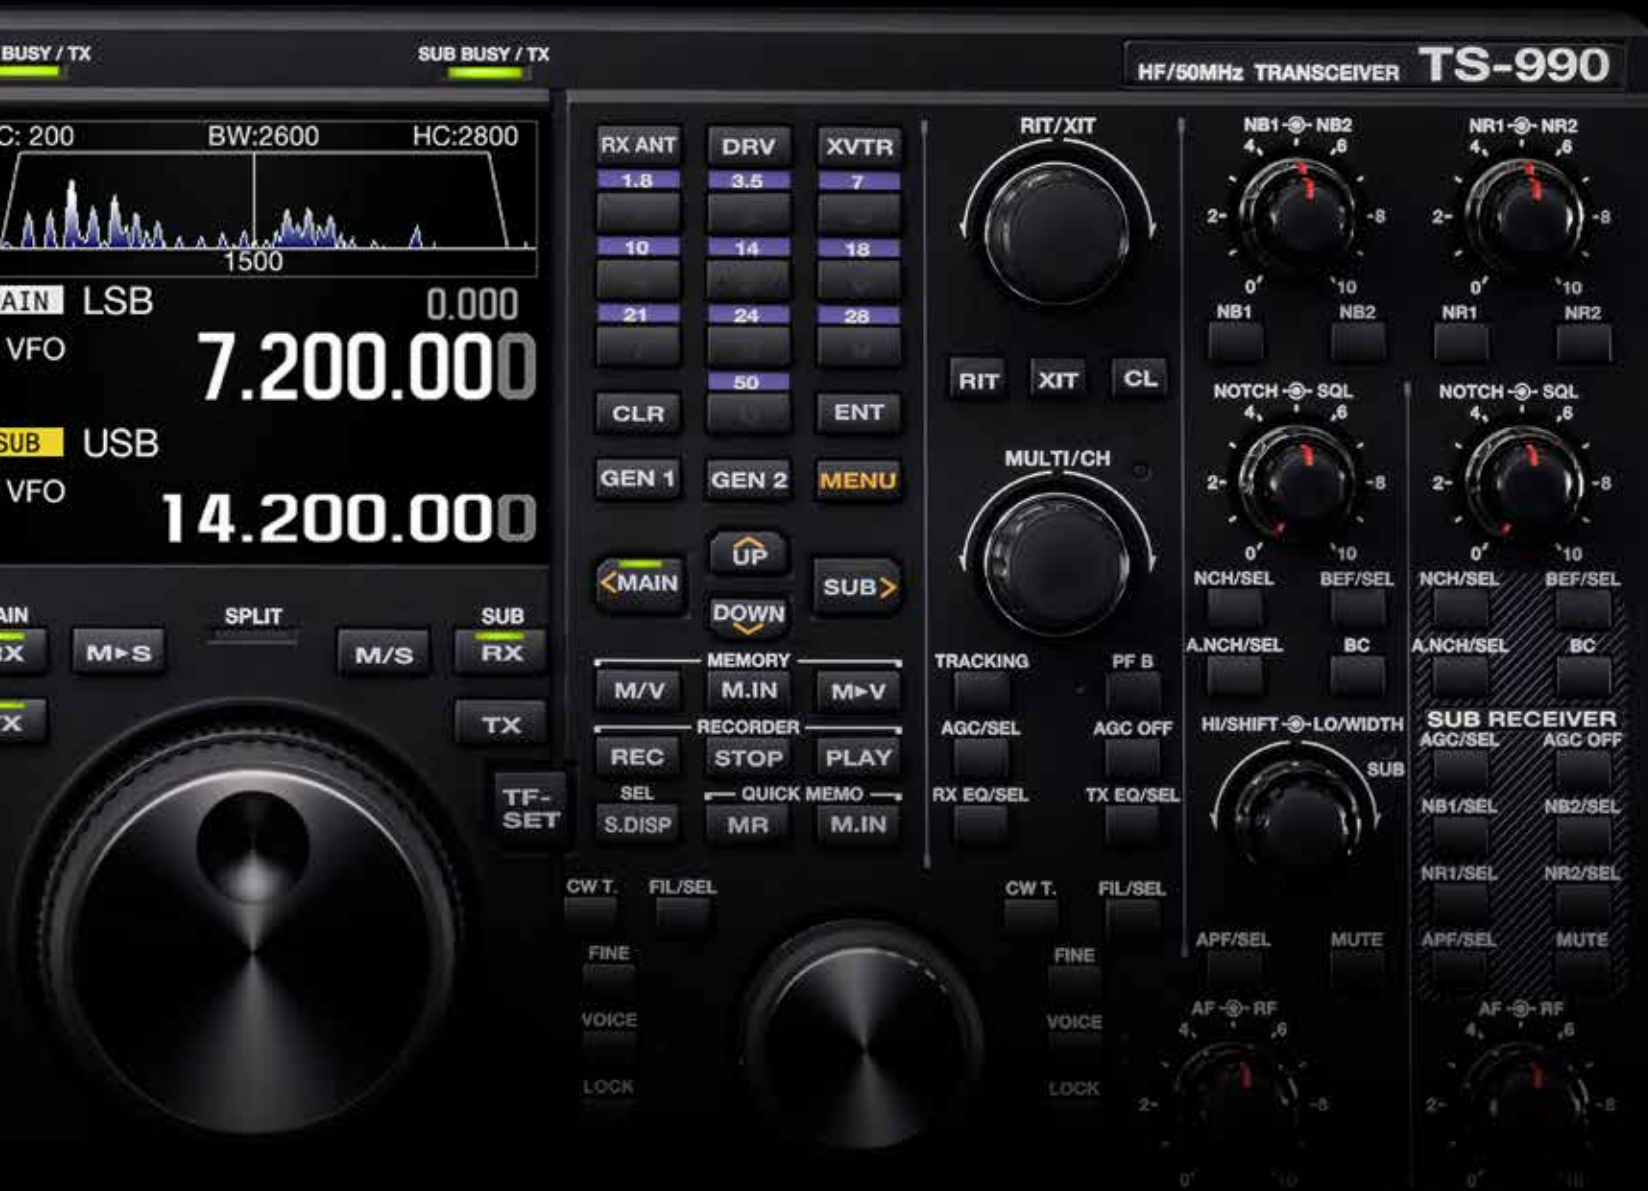 BUSY / TX
SUB BUSY / TX
HF/50MHz TRANSCEIVER TS-990
C: 200 BW:2600 HC:2800
1500
AIN LSB 0.000
VFO 7.200.000
SUB USB
VFO 14.200.000
AIN
RX
M▶S
SPLIT
M/S
SUB
RX
TX
TX
TF-
SET
RX ANT DRV XVTR
1.8 3.5 7
10 14 18
21 24 28
50
CLR ENT
GEN 1 GEN 2 MENU
UP
<MAIN SUB>
DOWN
MEMORY
M/V M.IN M▶V
RECORDER
REC STOP PLAY
SEL QUICK MEMO
S.DISP MR M.IN
CW T. FIL/SEL
FINE
VOICE
LOCK
RIT/XIT
RIT XIT CL
MULTI/CH
TRACKING PF B
AGC/SEL AGC OFF
RX EQ/SEL TX EQ/SEL
CW T. FIL/SEL
FINE
VOICE
LOCK
NB1 NB2
4 6
2 8
0 10
NB1 NB2
NOTCH SQL
4 6
2 8
0 10
NCH/SEL BEF/SEL
A.NCH/SEL BC
HI/SHIFT LO/WIDTH
SUB
APF/SEL MUTE
AF RF
4 6
2 8
0 10
NR1 NR2
4 6
2 8
0 10
NR1 NR2
NOTCH SQL
4 6
2 8
0 10
NCH/SEL BEF/SEL
A.NCH/SEL BC
SUB RECEIVER
AGC/SEL AGC OFF
NB1/SEL NB2/SEL
NR1/SEL NR2/SEL
APF/SEL MUTE
AF RF
4 6
2 8
0 10